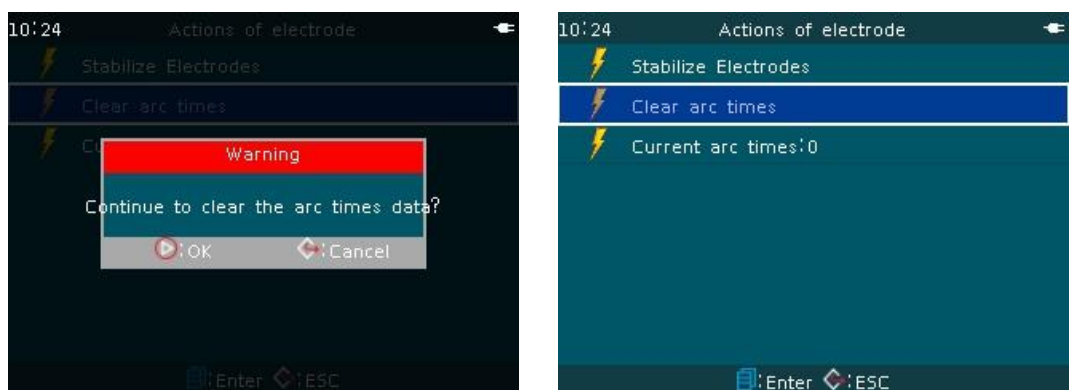 10:24 Actions of electrode
Stabilize Electrodes
Clear arc times
Warning
Continue to clear the arc times data?
:OK :Cancel
:Enter :ESC
10:24 Actions of electrode
Stabilize Electrodes
Clear arc times
Current arc times:0
:Enter :ESC